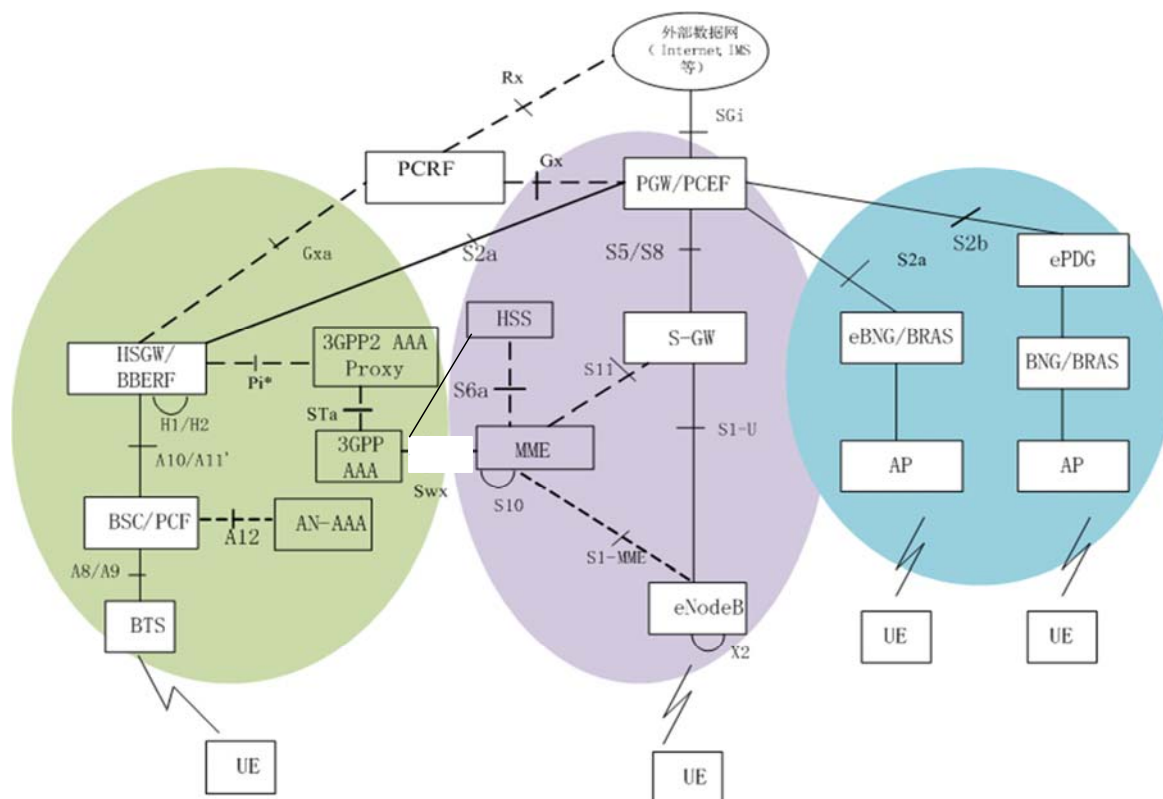 外部数据网
( Internet, IMS
等)
Rx
SGi
PCRF
Gx
PGW/PCEF
Gxa
S2a
S5/S8
S2a
S2b
ePDG
HSS
HSGW/
BBERF
Pi*
3GPP2 AAA
Proxy
S-GW
eBNG/BRAS
BNG/BRAS
S11
S6a
H1/H2
STa
A10/A11'
3GPP
AAA
Swx
MME
S1-U
AP
AP
S10
BSC/PCF
A12
AN-AAA
S1-MME
A8/A9
BTS
eNodeB
X2
UE
UE
UE
UE